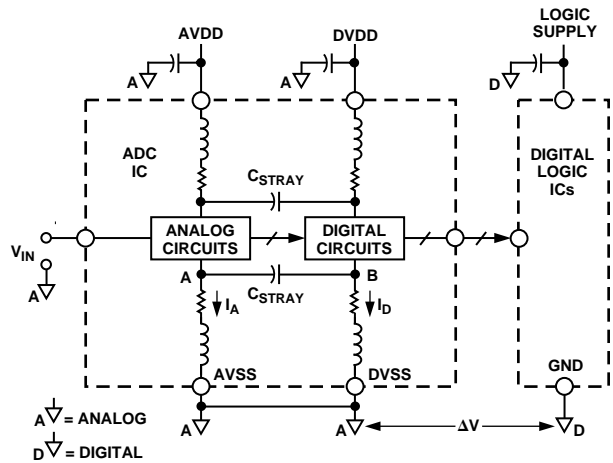 AVDD
DVDD
LOGIC
SUPPLY
A
A
D
ADC
IC
CSTRAY
DIGITAL
LOGIC
ICs
VIN
ANALOG
CIRCUITS
DIGITAL
CIRCUITS
A
A
B
CSTRAY
IA
ID
AVSS
DVSS
GND
A
A
ΔV
D
A = ANALOG
D = DIGITAL